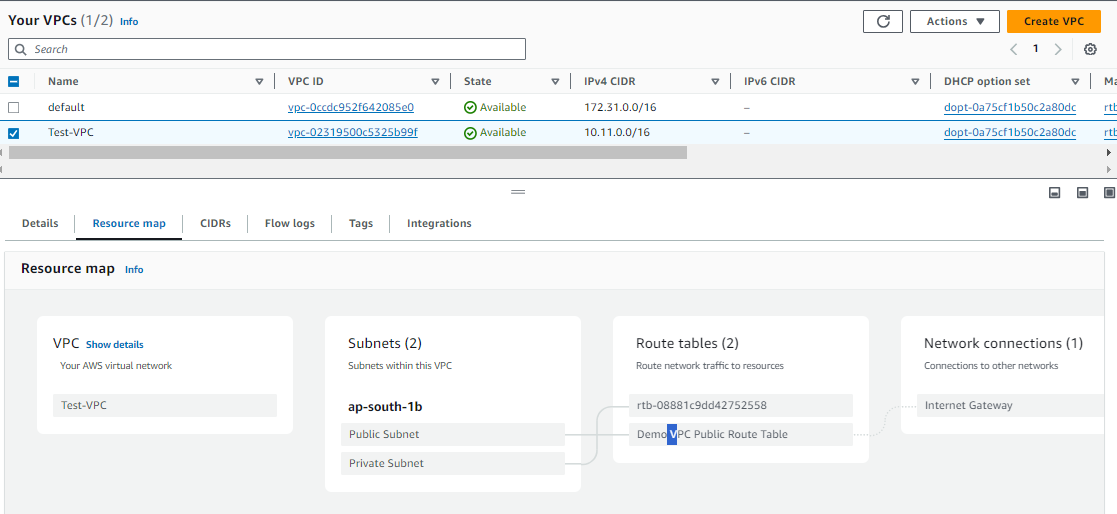 Your VPCs (1/2) Info
Actions ▼
Create VPC
Search
1
Name VPC ID State IPv4 CIDR IPv6 CIDR DHCP option set
default vpc-0ccdc952f642085e0 Available 172.31.0.0/16 – dopt-0a75cf1b50c2a80dc
Test-VPC vpc-02319500c5325b99f Available 10.11.0.0/16 – dopt-0a75cf1b50c2a80dc
Details Resource map CIDRs Flow logs Tags Integrations
Resource map Info
VPC Show details
Your AWS virtual network
Test-VPC
Subnets (2)
Subnets within this VPC
ap-south-1b
Public Subnet
Private Subnet
Route tables (2)
Route network traffic to resources
rtb-08881c9dd42752558
Demo VPC Public Route Table
Network connections (1)
Connections to other networks
Internet Gateway